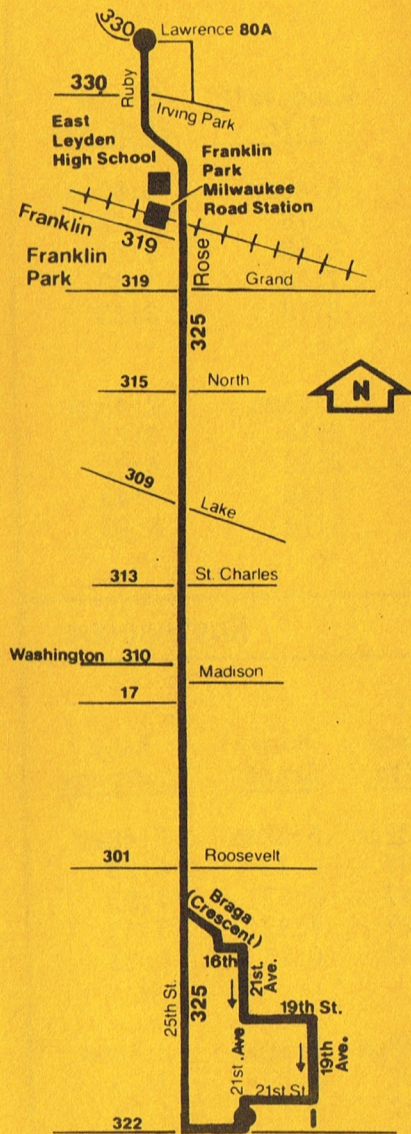 330
Lawrence 80A
Ruby
330
Irving Park
East
Leyden
High School
Franklin
Park
Milwaukee
Road Station
Franklin
319
Franklin
Park
Rose
319
Grand
325
315
North
N
309
Lake
313
St. Charles
Washington 310
Madison
17
301
Roosevelt
Braga
(Crescent)
16th
21st. Ave.
25th St.
325
19th St.
21st. Ave
19th Ave.
21st St.
322